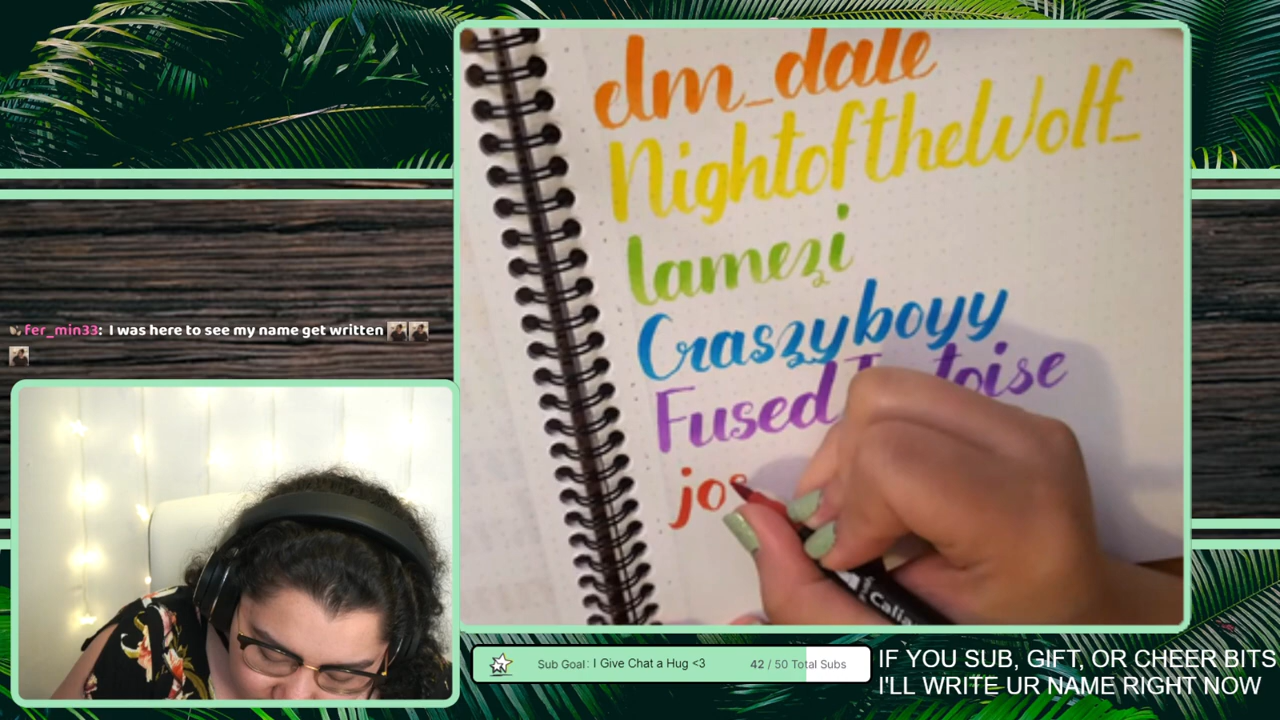 dm_dale
NightoftheWolf_
lamezi
Craszyboyy
Fused
jos
fer_min33: I was here to see my name get written
Sub Goal: I Give Chat a Hug <3
42 / 50 Total Subs
IF YOU SUB, GIFT, OR CHEER BITS
I'LL WRITE UR NAME RIGHT NOW